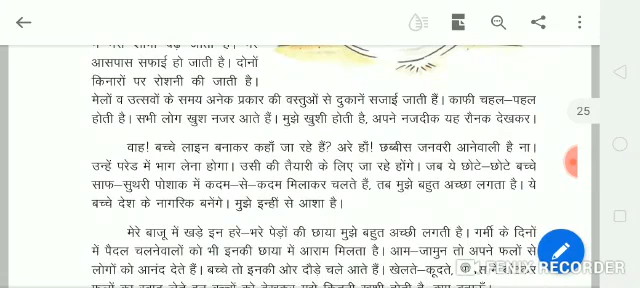 आसपास सफाई हो जाती है। दोनों
किनारों पर रोशनी की जाती है।
मेलों व उत्सवों के समय अनेक प्रकार की वस्तुओं से दुकानें सजाई जाती हैं। काफी चहल–पहल
होती है। सभी लोग खुश नजर आते हैं। मुझे खुशी होती है, अपने नजदीक यह रौनक देखकर।
25
वाह! बच्चे लाइन बनाकर कहाँ जा रहे हैं? अरे हाँ! छब्बीस जनवरी आनेवाली है ना।
उन्हें परेड में भाग लेना होगा। उसी की तैयारी के लिए जा रहे होंगे। जब ये छोटे–छोटे बच्चे
साफ–सुथरी पोशाक में कदम–से–कदम मिलाकर चलते हैं, तब मुझे बहुत अच्छा लगता है। ये
बच्चे देश के नागरिक बनेंगे। मुझे इन्हीं से आशा है।
मेरे बाजू में खड़े इन हरे–भरे पेड़ों की छाया मुझे बहुत अच्छी लगती है। गर्मी के दिनों
में पैदल चलनेवालों को भी इनकी छाया में आराम मिलता है। आम–जामुन तो अपने फलों से
लोगों को आनंद देते हैं। बच्चे तो इनकी ओर दौड़े चले आते हैं। खेलते–कूदते,
FENIX RECORDER